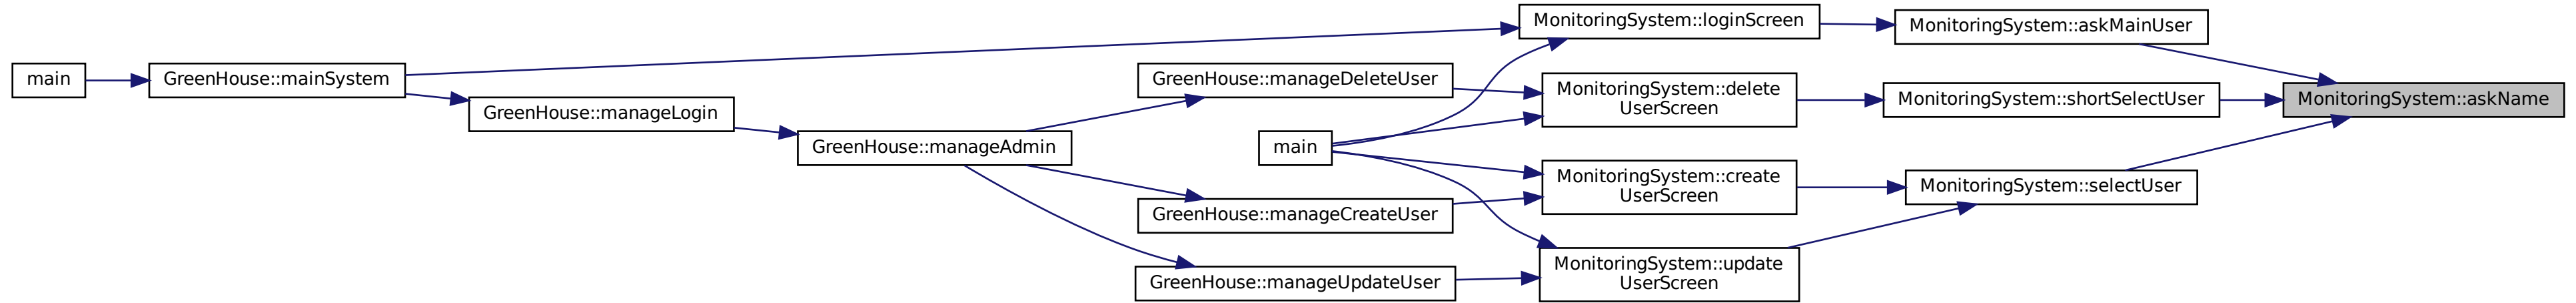 main
GreenHouse::mainSystem
GreenHouse::manageLogin
GreenHouse::manageAdmin
GreenHouse::manageDeleteUser
GreenHouse::manageCreateUser
GreenHouse::manageUpdateUser
main
MonitoringSystem::loginScreen
MonitoringSystem::delete
UserScreen
MonitoringSystem::create
UserScreen
MonitoringSystem::update
UserScreen
MonitoringSystem::askMainUser
MonitoringSystem::shortSelectUser
MonitoringSystem::selectUser
MonitoringSystem::askName